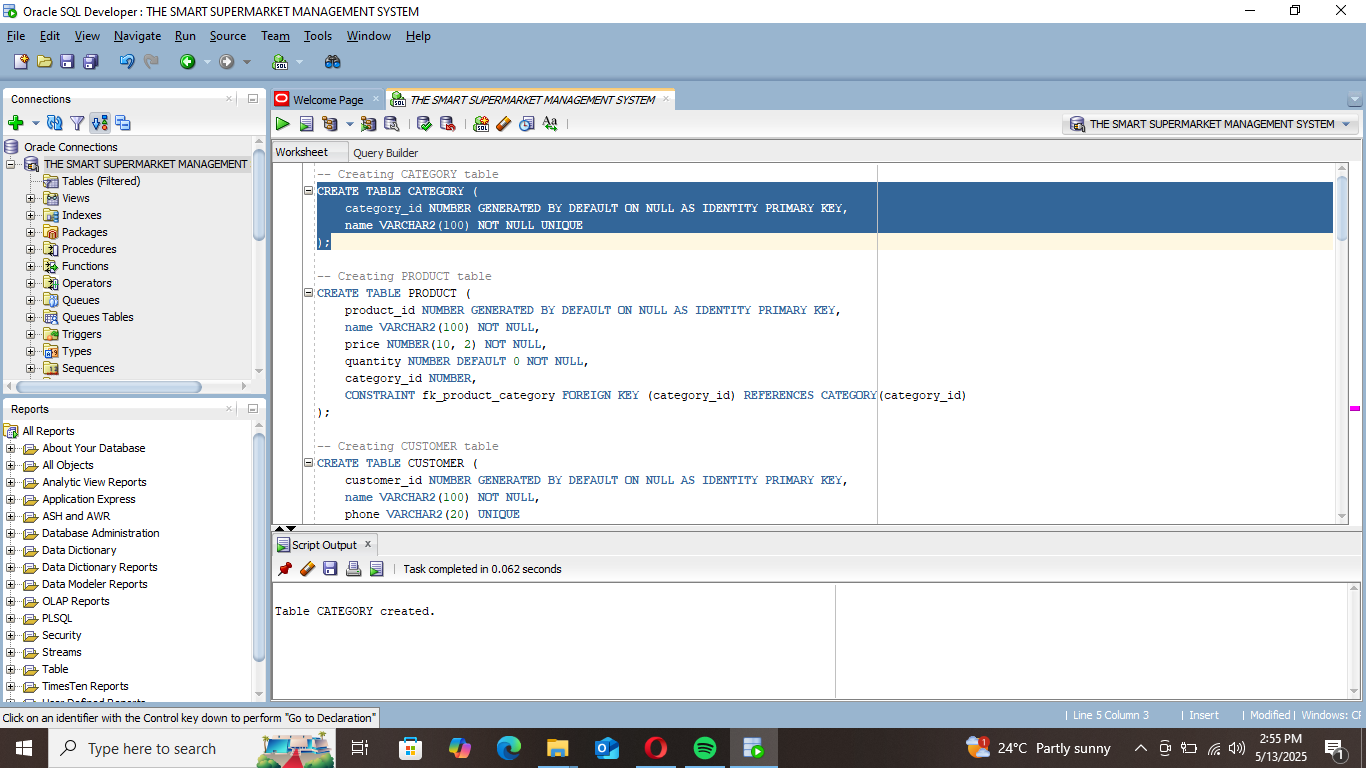 Oracle SQL Developer : THE SMART SUPERMARKET MANAGEMENT SYSTEM
File Edit View Navigate Run Source Team Tools Window Help
Connections
Oracle Connections
THE SMART SUPERMARKET MANAGEMENT
Tables (Filtered)
Views
Indexes
Packages
Procedures
Functions
Operators
Queues
Queues Tables
Triggers
Types
Sequences
Reports
All Reports
About Your Database
All Objects
Analytic View Reports
Application Express
ASH and AWR
Database Administration
Data Dictionary
Data Dictionary Reports
Data Modeler Reports
OLAP Reports
PLSQL
Security
Streams
Table
TimesTen Reports
User Defined Reports
Welcome Page
SQL
THE SMART SUPERMARKET MANAGEMENT SYSTEM
Aa
THE SMART SUPERMARKET MANAGEMENT SYSTEM
Worksheet Query Builder
-- Creating CATEGORY table
CREATE TABLE CATEGORY (
category_id NUMBER GENERATED BY DEFAULT ON NULL AS IDENTITY PRIMARY KEY,
name VARCHAR2(100) NOT NULL UNIQUE
);
-- Creating PRODUCT table
CREATE TABLE PRODUCT (
product_id NUMBER GENERATED BY DEFAULT ON NULL AS IDENTITY PRIMARY KEY,
name VARCHAR2(100) NOT NULL,
price NUMBER(10, 2) NOT NULL,
quantity NUMBER DEFAULT 0 NOT NULL,
category_id NUMBER,
CONSTRAINT fk_product_category FOREIGN KEY (category_id) REFERENCES CATEGORY(category_id)
);
-- Creating CUSTOMER table
CREATE TABLE CUSTOMER (
customer_id NUMBER GENERATED BY DEFAULT ON NULL AS IDENTITY PRIMARY KEY,
name VARCHAR2(100) NOT NULL,
phone VARCHAR2(20) UNIQUE
Script Output x
Task completed in 0.062 seconds
Table CATEGORY created.
Click on an identifier with the Control key down to perform "Go to Declaration"
| Line 5 Column 3 | Insert | Modified | Windows: CF
Type here to search
24°C Partly sunny
2:55 PM
5/13/2025
1
1